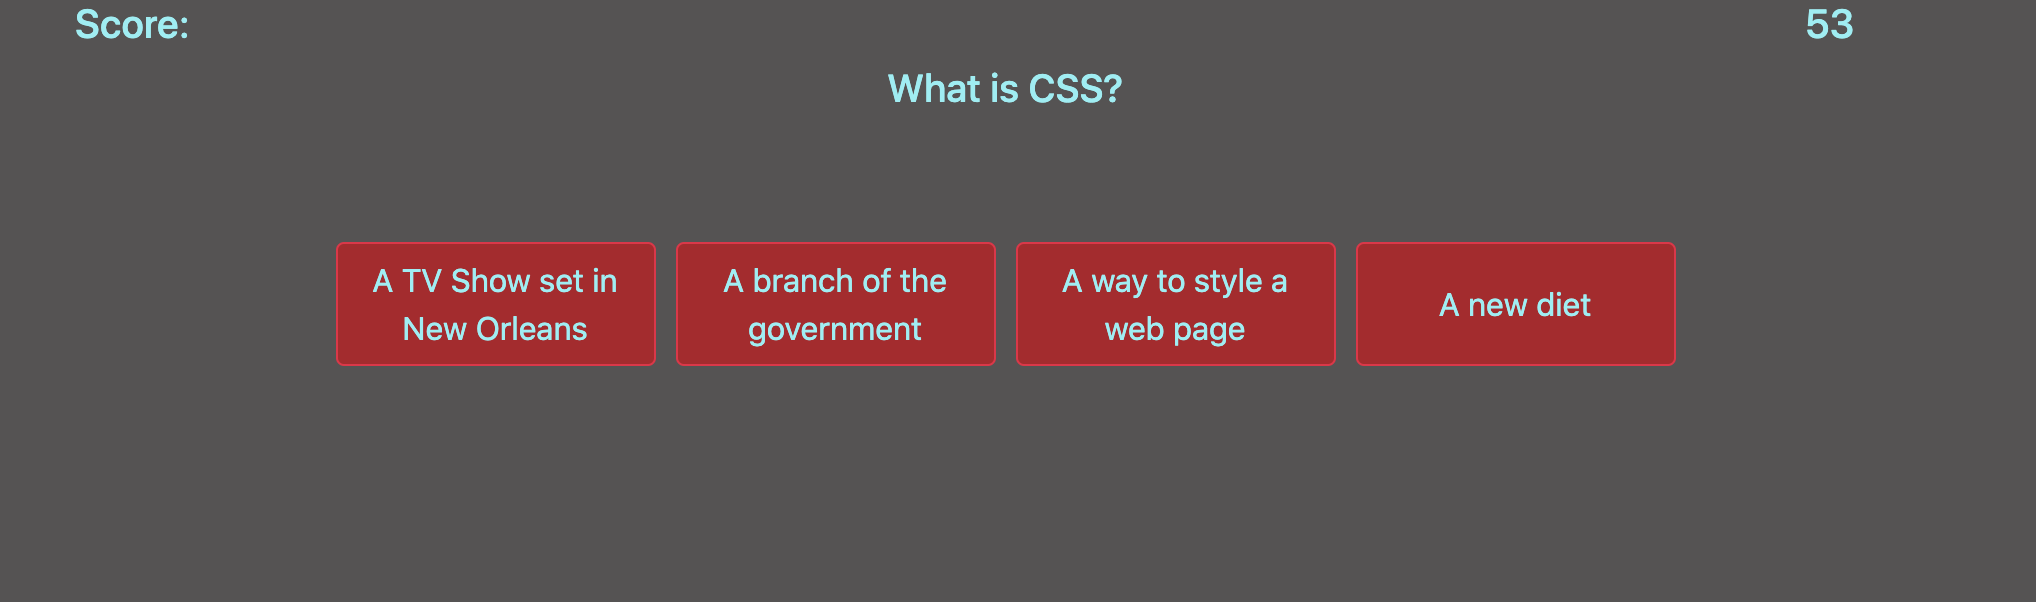 Score:
53
What is CSS?
A TV Show set in
New Orleans
A branch of the
government
A way to style a
web page
A new diet